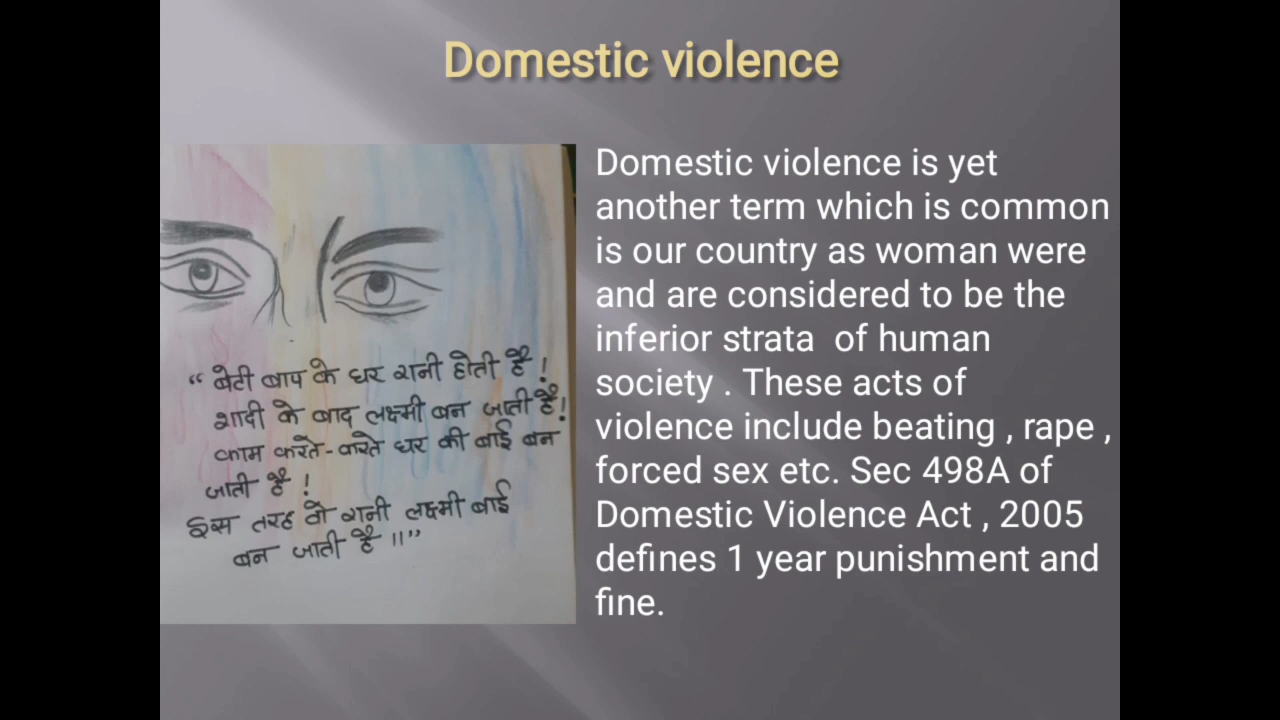 Domestic violence
“ बेटी बाप के घर रानी होती है !
शादी के बाद लक्ष्मी बन जाती है !
काम करते-करते घर की बाई बन
जाती है !
इस तरह वो रानी लक्ष्मी बाई
बन जाती है ।।”
Domestic violence is yet
another term which is common
is our country as woman were
and are considered to be the
inferior strata  of human
society . These acts of
violence include beating , rape ,
forced sex etc. Sec 498A of
Domestic Violence Act , 2005
defines 1 year punishment and
fine.